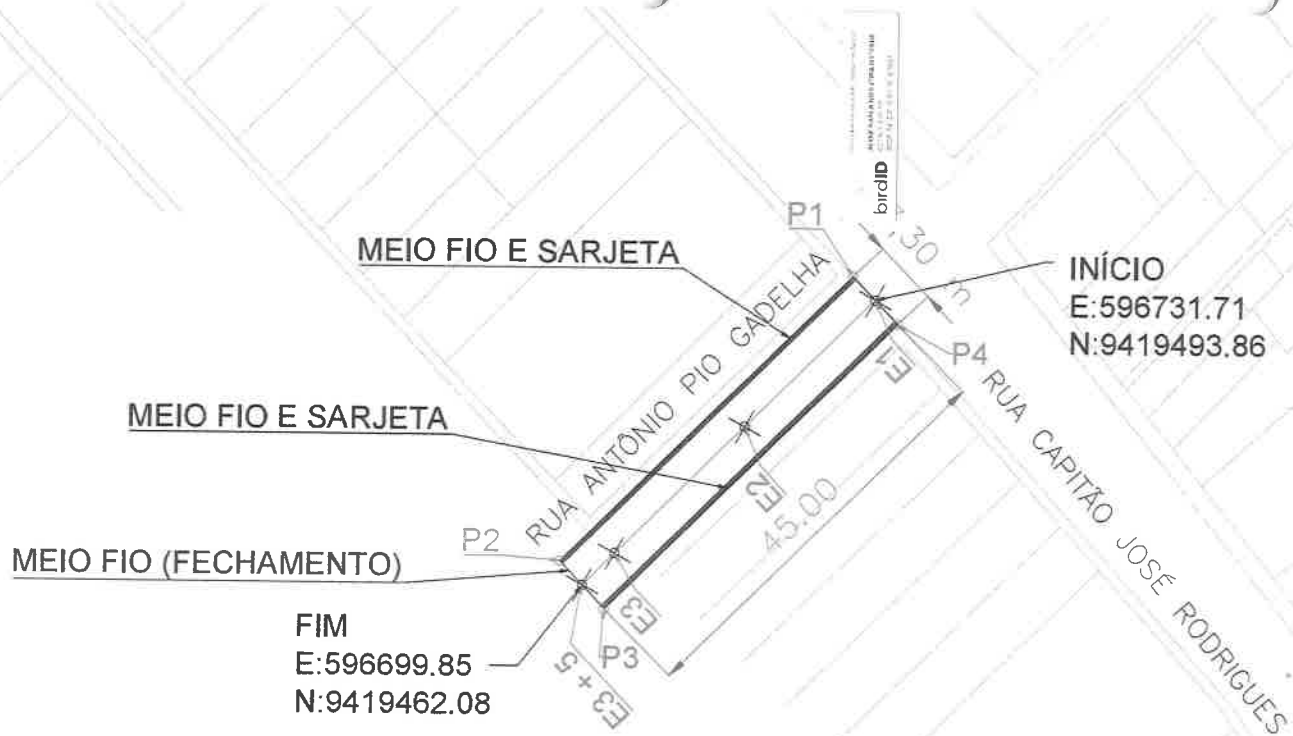 birdID
P1
,30 m
MEIO FIO E SARJETA
INÍCIO
E:596731.71
N:9419493.86
RUA ANTÔNIO PIO GADELHA
P4
E1
MEIO FIO E SARJETA
E2
45.00
RUA CAPITÃO JOSÉ RODRIGUES
P2
MEIO FIO (FECHAMENTO)
E3
FIM
E:596699.85
N:9419462.08
P3
E3 + 5